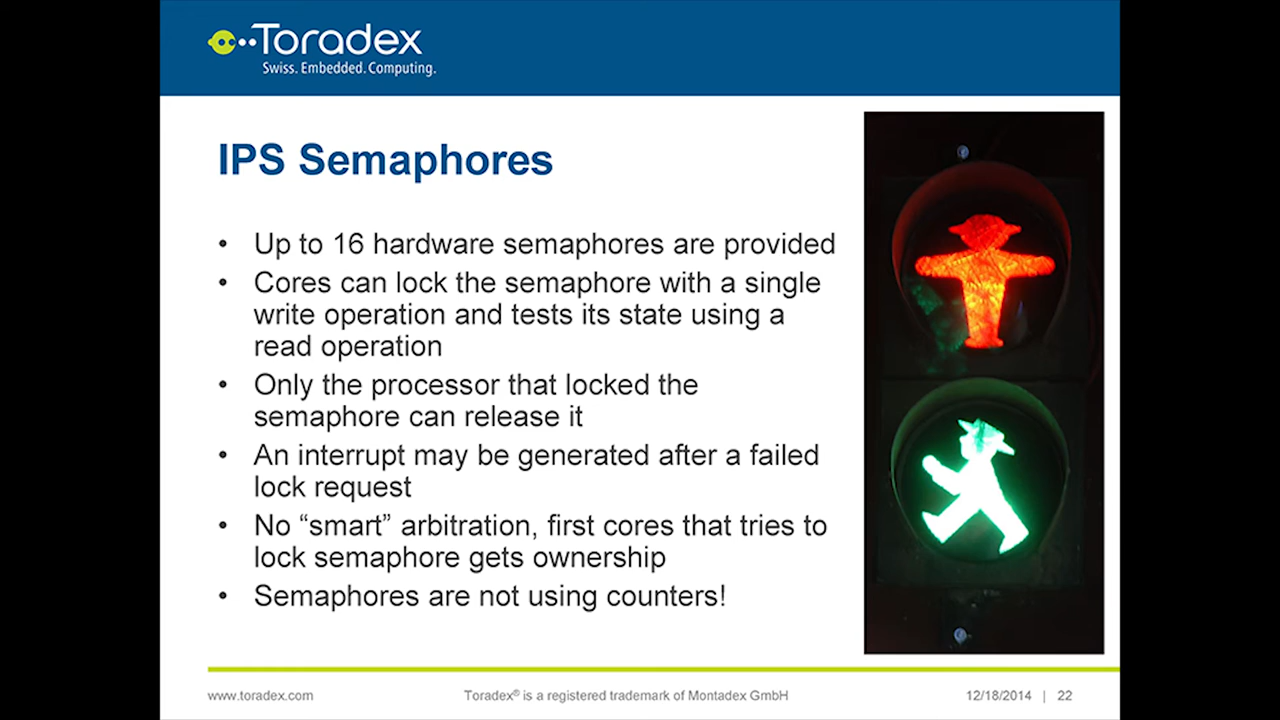 Toradex
Swiss. Embedded. Computing.
IPS Semaphores
• Up to 16 hardware semaphores are provided
• Cores can lock the semaphore with a single
write operation and tests its state using a
read operation
• Only the processor that locked the
semaphore can release it
• An interrupt may be generated after a failed
lock request
• No “smart” arbitration, first cores that tries to
lock semaphore gets ownership
• Semaphores are not using counters!
www.toradex.com
Toradex® is a registered trademark of Montadex GmbH
12/18/2014 | 22